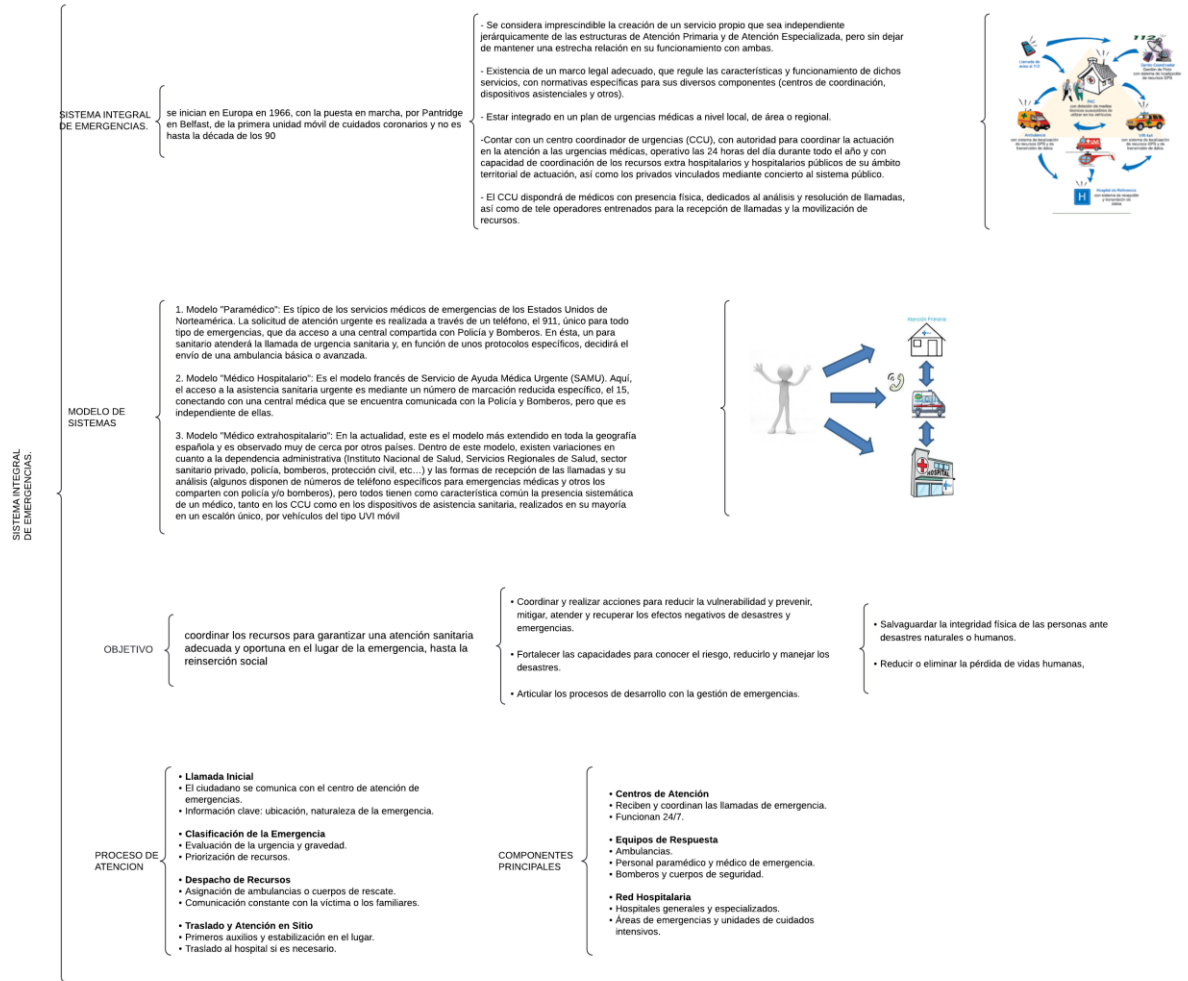 SISTEMA INTEGRAL
DE EMERGENCIAS.
SISTEMA INTEGRAL
DE EMERGENCIAS.
se inician en Europa en 1966, con la puesta en marcha, por Pantridge
en Belfast, de la primera unidad móvil de cuidados coronarios y no es
hasta la década de los 90
- Se considera imprescindible la creación de un servicio propio que sea independiente
jerárquicamente de las estructuras de Atención Primaria y de Atención Especializada, pero sin dejar
de mantener una estrecha relación en su funcionamiento con ambas.
- Existencia de un marco legal adecuado, que regule las características y funcionamiento de dichos
servicios, con normativas específicas para sus diversos componentes (centros de coordinación,
dispositivos asistenciales y otros).
- Estar integrado en un plan de urgencias médicas a nivel local, de área o regional.
-Contar con un centro coordinador de urgencias (CCU), con autoridad para coordinar la actuación
en la atención a las urgencias médicas, operativo las 24 horas del día durante todo el año y con
capacidad de coordinación de los recursos extra hospitalarios y hospitalarios públicos de su ámbito
territorial de actuación, así como los privados vinculados mediante concierto al sistema público.
- El CCU dispondrá de médicos con presencia física, dedicados al análisis y resolución de llamadas,
así como de tele operadores entrenados para la recepción de llamadas y la movilización de
recursos.
112
Llamada de
Centro Coordinador
PAC
Ambulancia
Hospital de Referencia
H
MODELO DE
SISTEMAS
1. Modelo "Paramédico": Es típico de los servicios médicos de emergencias de los Estados Unidos de
Norteamérica. La solicitud de atención urgente es realizada a través de un teléfono, el 911, único para todo
tipo de emergencias, que da acceso a una central compartida con Policía y Bomberos. En ésta, un para
sanitario atenderá la llamada de urgencia sanitaria y, en función de unos protocolos específicos, decidirá el
envío de una ambulancia básica o avanzada.
2. Modelo "Médico Hospitalario": Es el modelo francés de Servicio de Ayuda Médica Urgente (SAMU). Aquí,
el acceso a la asistencia sanitaria urgente es mediante un número de marcación reducida específico, el 15,
conectando con una central médica que se encuentra comunicada con la Policía y Bomberos, pero que es
independiente de ellas.
3. Modelo "Médico extrahospitalario": En la actualidad, este es el modelo más extendido en toda la geografía
española y es observado muy de cerca por otros países. Dentro de este modelo, existen variaciones en
cuanto a la dependencia administrativa (Instituto Nacional de Salud, Servicios Regionales de Salud, sector
sanitario privado, policía, bomberos, protección civil, etc…) y las formas de recepción de las llamadas y su
análisis (algunos disponen de números de teléfono específicos para emergencias médicas y otros los
comparten con policía y/o bomberos), pero todos tienen como característica común la presencia sistemática
de un médico, tanto en los CCU como en los dispositivos de asistencia sanitaria, realizados en su mayoría
en un escalón único, por vehículos del tipo UVI móvil
Atención Primaria
HOSPITAL
OBJETIVO
coordinar los recursos para garantizar una atención sanitaria
adecuada y oportuna en el lugar de la emergencia, hasta la
reinserción social
• Coordinar y realizar acciones para reducir la vulnerabilidad y prevenir,
mitigar, atender y recuperar los efectos negativos de desastres y
emergencias.
• Fortalecer las capacidades para conocer el riesgo, reducirlo y manejar los
desastres.
• Articular los procesos de desarrollo con la gestión de emergencias.
• Salvaguardar la integridad física de las personas ante
desastres naturales o humanos.
• Reducir o eliminar la pérdida de vidas humanas,
PROCESO DE
ATENCION
• Llamada Inicial
• El ciudadano se comunica con el centro de atención de
emergencias.
• Información clave: ubicación, naturaleza de la emergencia.
• Clasificación de la Emergencia
• Evaluación de la urgencia y gravedad.
• Priorización de recursos.
• Despacho de Recursos
• Asignación de ambulancias o cuerpos de rescate.
• Comunicación constante con la víctima o los familiares.
• Traslado y Atención en Sitio
• Primeros auxilios y estabilización en el lugar.
• Traslado al hospital si es necesario.
COMPONENTES
PRINCIPALES
• Centros de Atención
• Reciben y coordinan las llamadas de emergencia.
• Funcionan 24/7.
• Equipos de Respuesta
• Ambulancias.
• Personal paramédico y médico de emergencia.
• Bomberos y cuerpos de seguridad.
• Red Hospitalaria
• Hospitales generales y especializados.
• Áreas de emergencias y unidades de cuidados
intensivos.